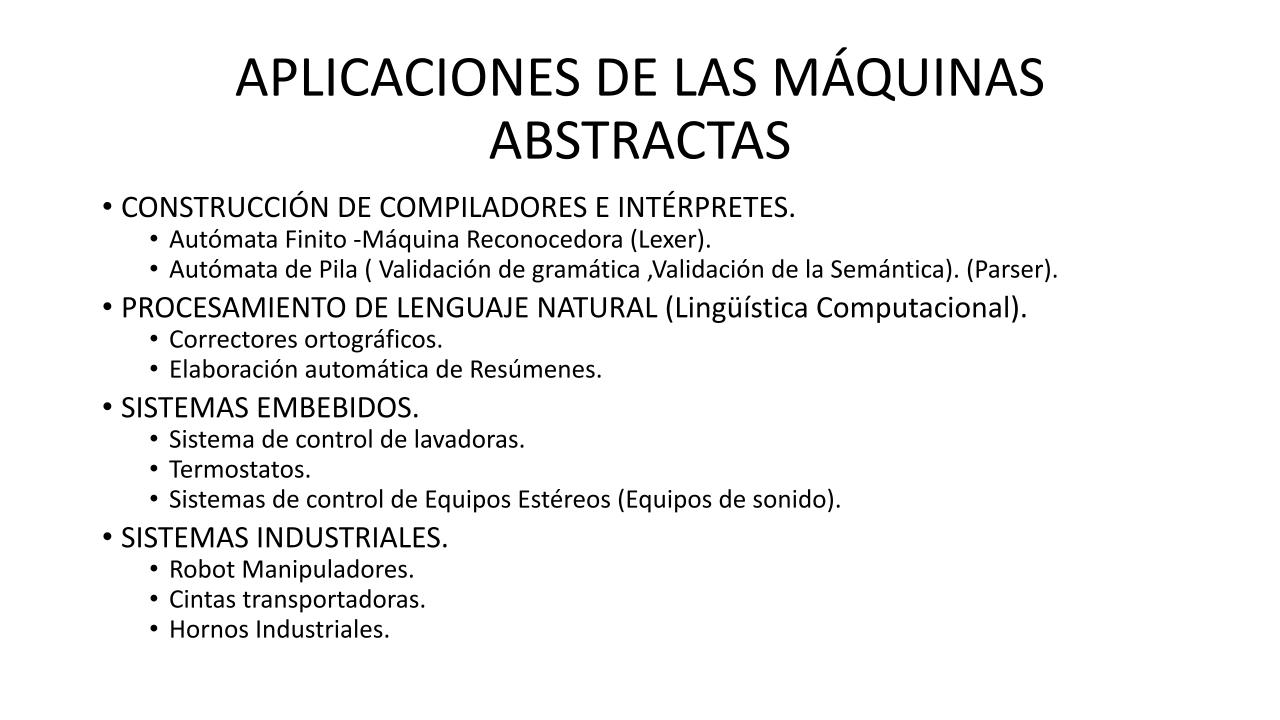 APLICACIONES DE LAS MÁQUINAS
ABSTRACTAS
• CONSTRUCCIÓN DE COMPILADORES E INTÉRPRETES.
• Autómata Finito -Máquina Reconocedora (Lexer).
• Autómata de Pila ( Validación de gramática ,Validación de la Semántica). (Parser).
• PROCESAMIENTO DE LENGUAJE NATURAL (Lingüística Computacional).
• Correctores ortográficos.
• Elaboración automática de Resúmenes.
• SISTEMAS EMBEBIDOS.
• Sistema de control de lavadoras.
• Termostatos.
• Sistemas de control de Equipos Estéreos (Equipos de sonido).
• SISTEMAS INDUSTRIALES.
• Robot Manipuladores.
• Cintas transportadoras.
• Hornos Industriales.